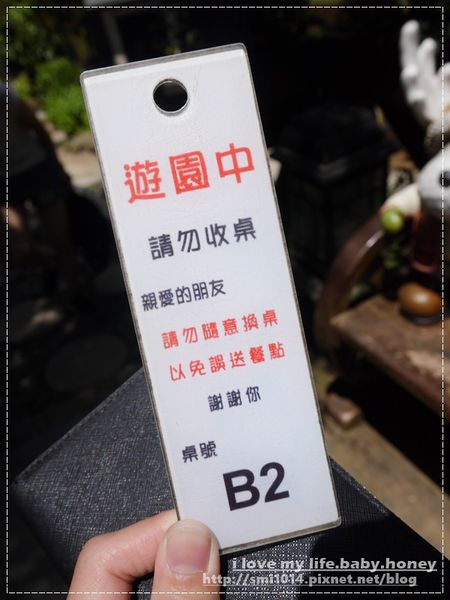 遊園中
請勿收桌
親愛的朋友
請勿隨意換桌
以免誤送餐點
謝謝你
桌號
B2
i love my life.baby.honey
http://smi1014.pixnet.net/blog